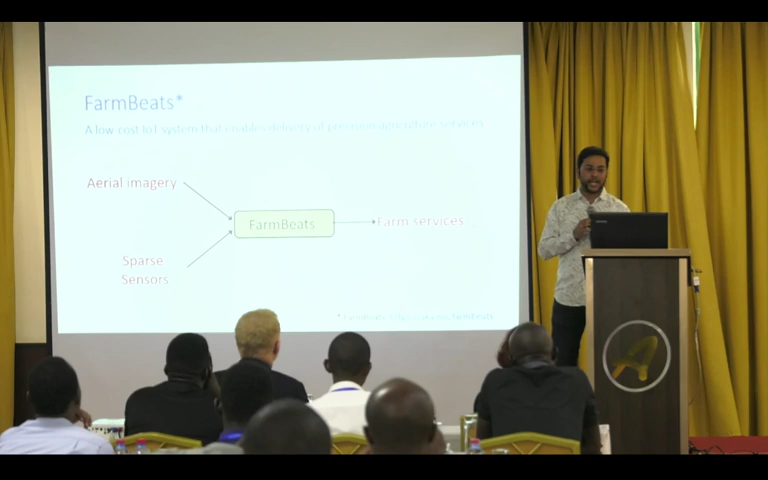 FarmBeats*
A low cost IoT system that enables delivery of precision agriculture services
Aerial imagery
FarmBeats
Farm services
Sparse
Sensors